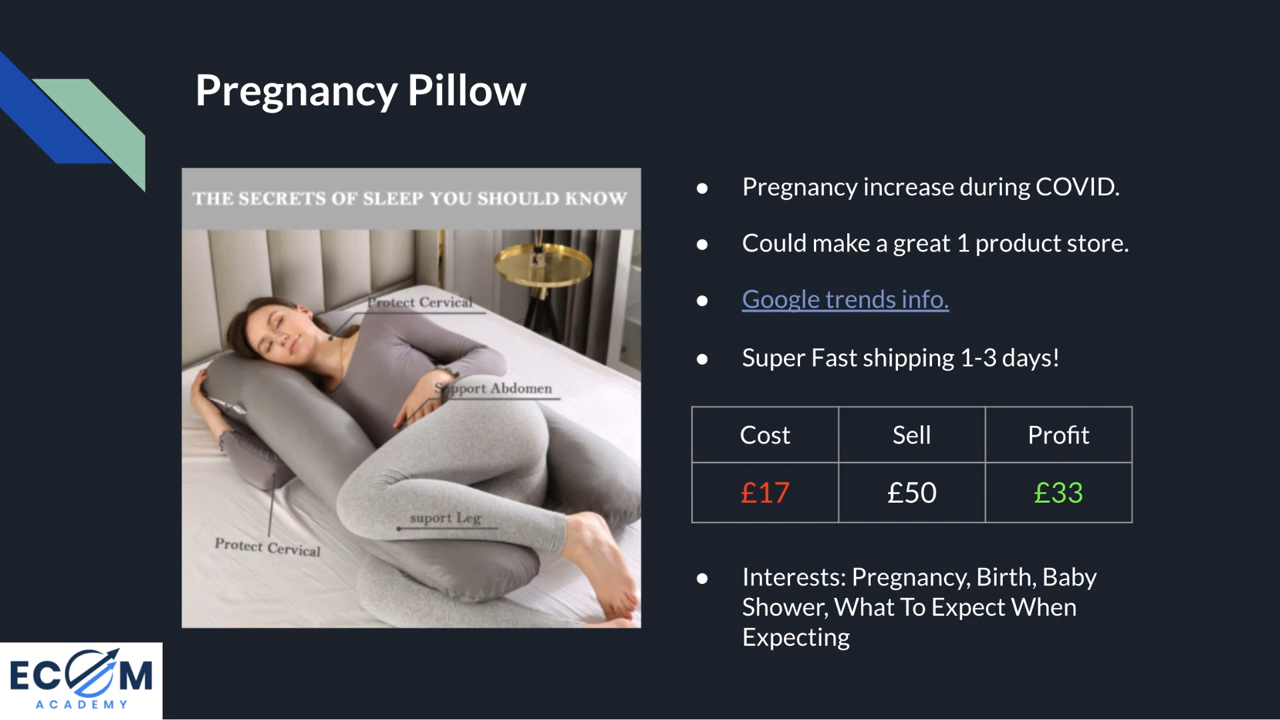 Pregnancy Pillow
THE SECRETS OF SLEEP YOU SHOULD KNOW
Protect Cervical
Support Abdomen
suport Leg
Protect Cervical
● Pregnancy increase during COVID.
● Could make a great 1 product store.
● Google trends info.
● Super Fast shipping 1-3 days!
Cost Sell Profit
£17 £50 £33
● Interests: Pregnancy, Birth, Baby
Shower, What To Expect When
Expecting
ECOM
ACADEMY